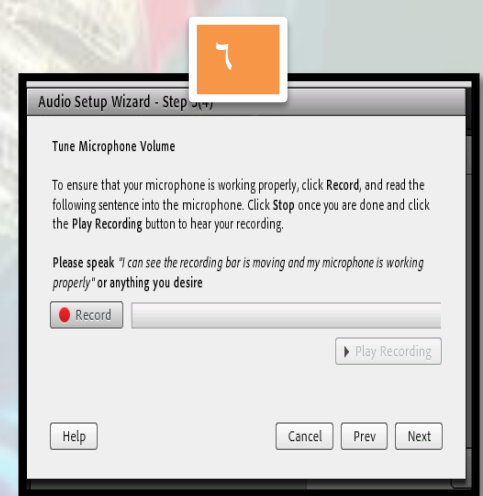 ٦
Audio Setup Wizard - Step 3(4)
Tune Microphone Volume
To ensure that your microphone is working properly, click Record, and read the
following sentence into the microphone. Click Stop once you are done and click
the Play Recording button to hear your recording.
Please speak "I can see the recording bar is moving and my microphone is working
properly" or anything you desire
Record
Play Recording
Help
Cancel
Prev
Next